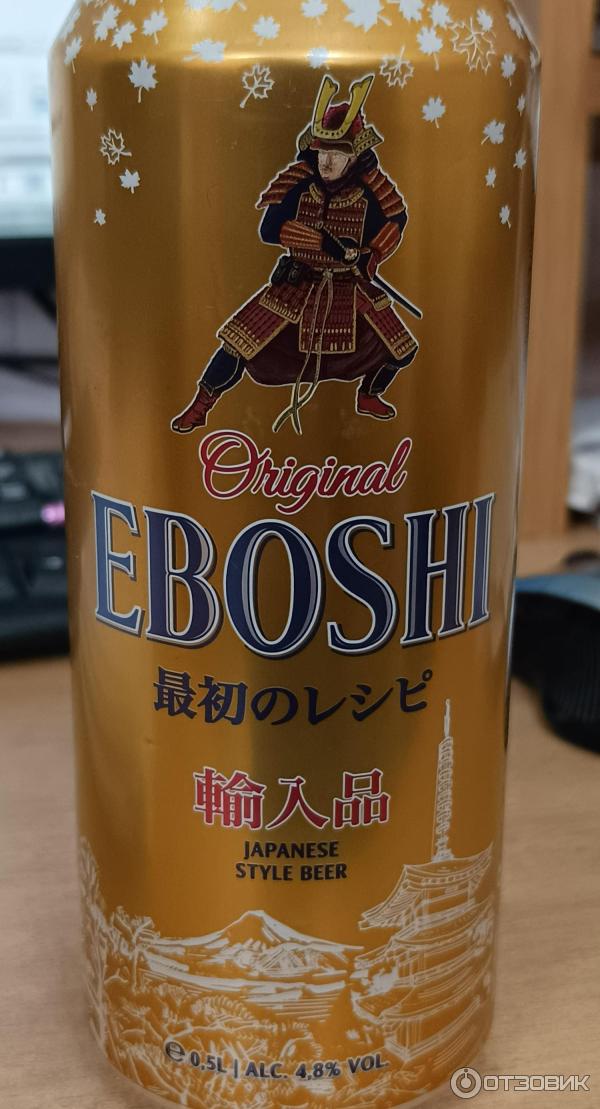 Original
EBOSHI
最初のレシピ
輸入品
JAPANESE
STYLE BEER
℮ 0,5L | ALC. 4,8% VOL.
ОТЗОВИК